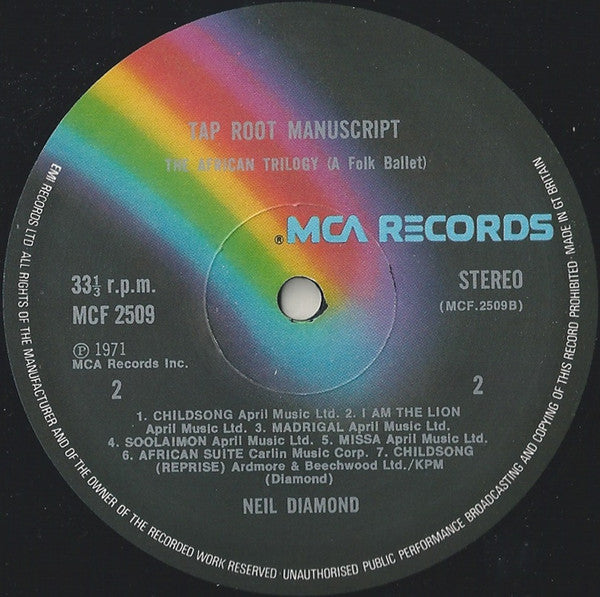 TAP ROOT MANUSCRIPT
THE AFRICAN TRILOGY (A Folk Ballet)
® MCA RECORDS
33⅓ r.p.m.
MCF 2509
STEREO
(MCF.2509B)
Ⓟ 1971
MCA Records Inc.
2
2
1. CHILDSONG April Music Ltd. 2. I AM THE LION
April Music Ltd. 3. MADRIGAL April Music Ltd.
4. SOOLAIMON April Music Ltd. 5. MISSA April Music Ltd.
6. AFRICAN SUITE Carlin Music Corp. 7. CHILDSONG
(REPRISE) Ardmore & Beechwood Ltd./KPM
(Diamond)
NEIL DIAMOND
EMI RECORDS LTD. ALL RIGHTS OF THE MANUFACTURER AND OF THE OWNER OF THE RECORDED WORK RESERVED · UNAUTHORISED PUBLIC PERFORMANCE BROADCASTING AND COPYING OF THIS RECORD PROHIBITED · MADE IN GT BRITAIN